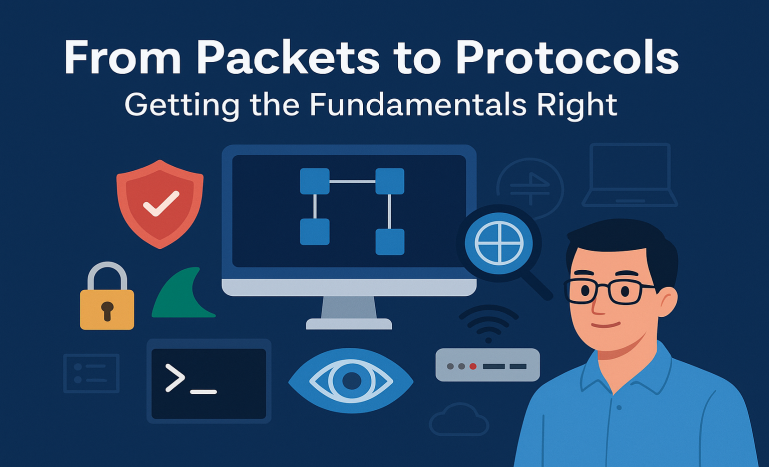 From Packets to Protocols
Getting the Fundamentals Right
>_